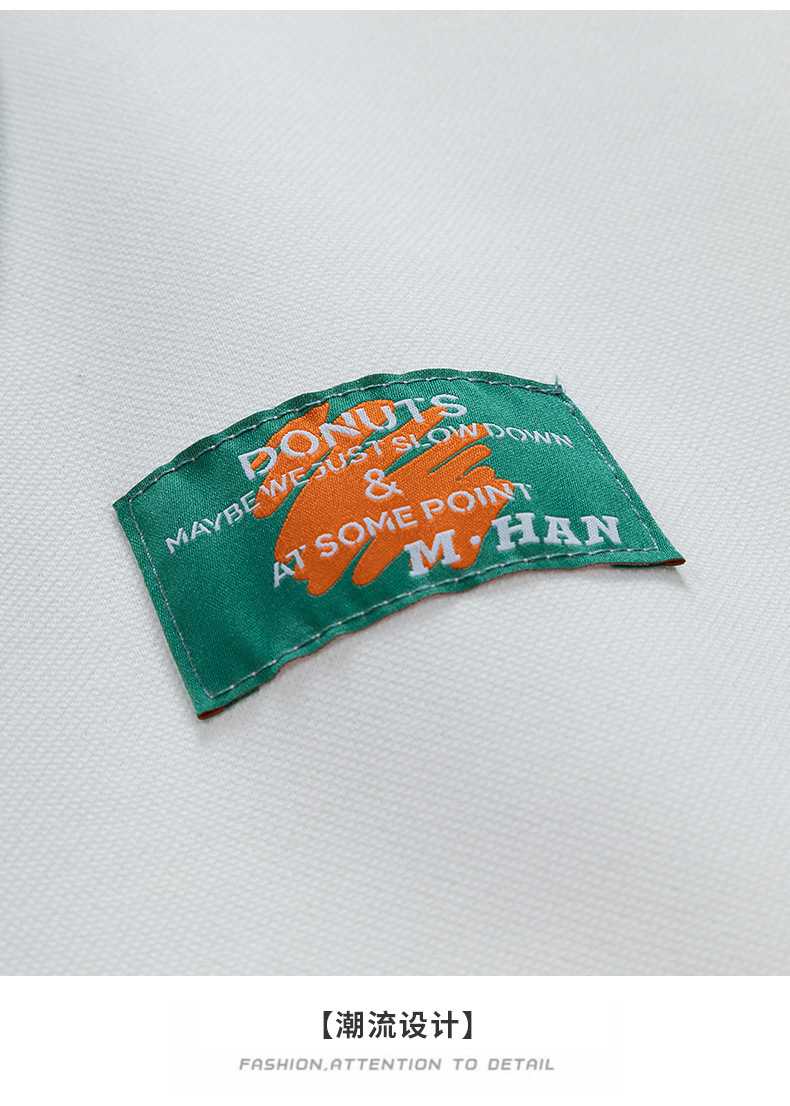 DONUTS
MAYBE WE JUST SLOW DOWN
&
AT SOME POINT
M·HAN
【潮流设计】
FASHION,ATTENTION TO DETAIL